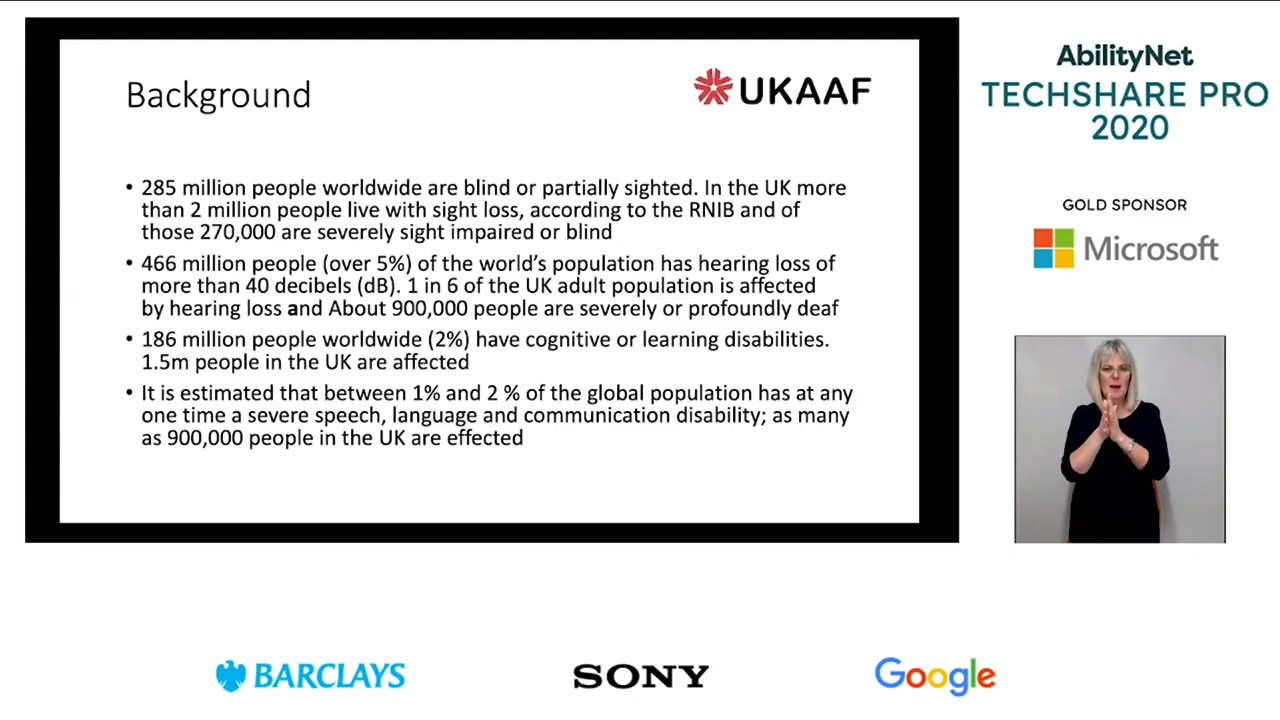 Background
UKAAF
• 285 million people worldwide are blind or partially sighted. In the UK more
than 2 million people live with sight loss, according to the RNIB and of
those 270,000 are severely sight impaired or blind
• 466 million people (over 5%) of the world's population has hearing loss of
more than 40 decibels (dB). 1 in 6 of the UK adult population is affected
by hearing loss and About 900,000 people are severely or profoundly deaf
• 186 million people worldwide (2%) have cognitive or learning disabilities.
1.5m people in the UK are affected
• It is estimated that between 1% and 2 % of the global population has at any
one time a severe speech, language and communication disability; as many
as 900,000 people in the UK are effected
AbilityNet
TECHSHARE PRO
2020
GOLD SPONSOR
Microsoft
BARCLAYS
SONY
Google